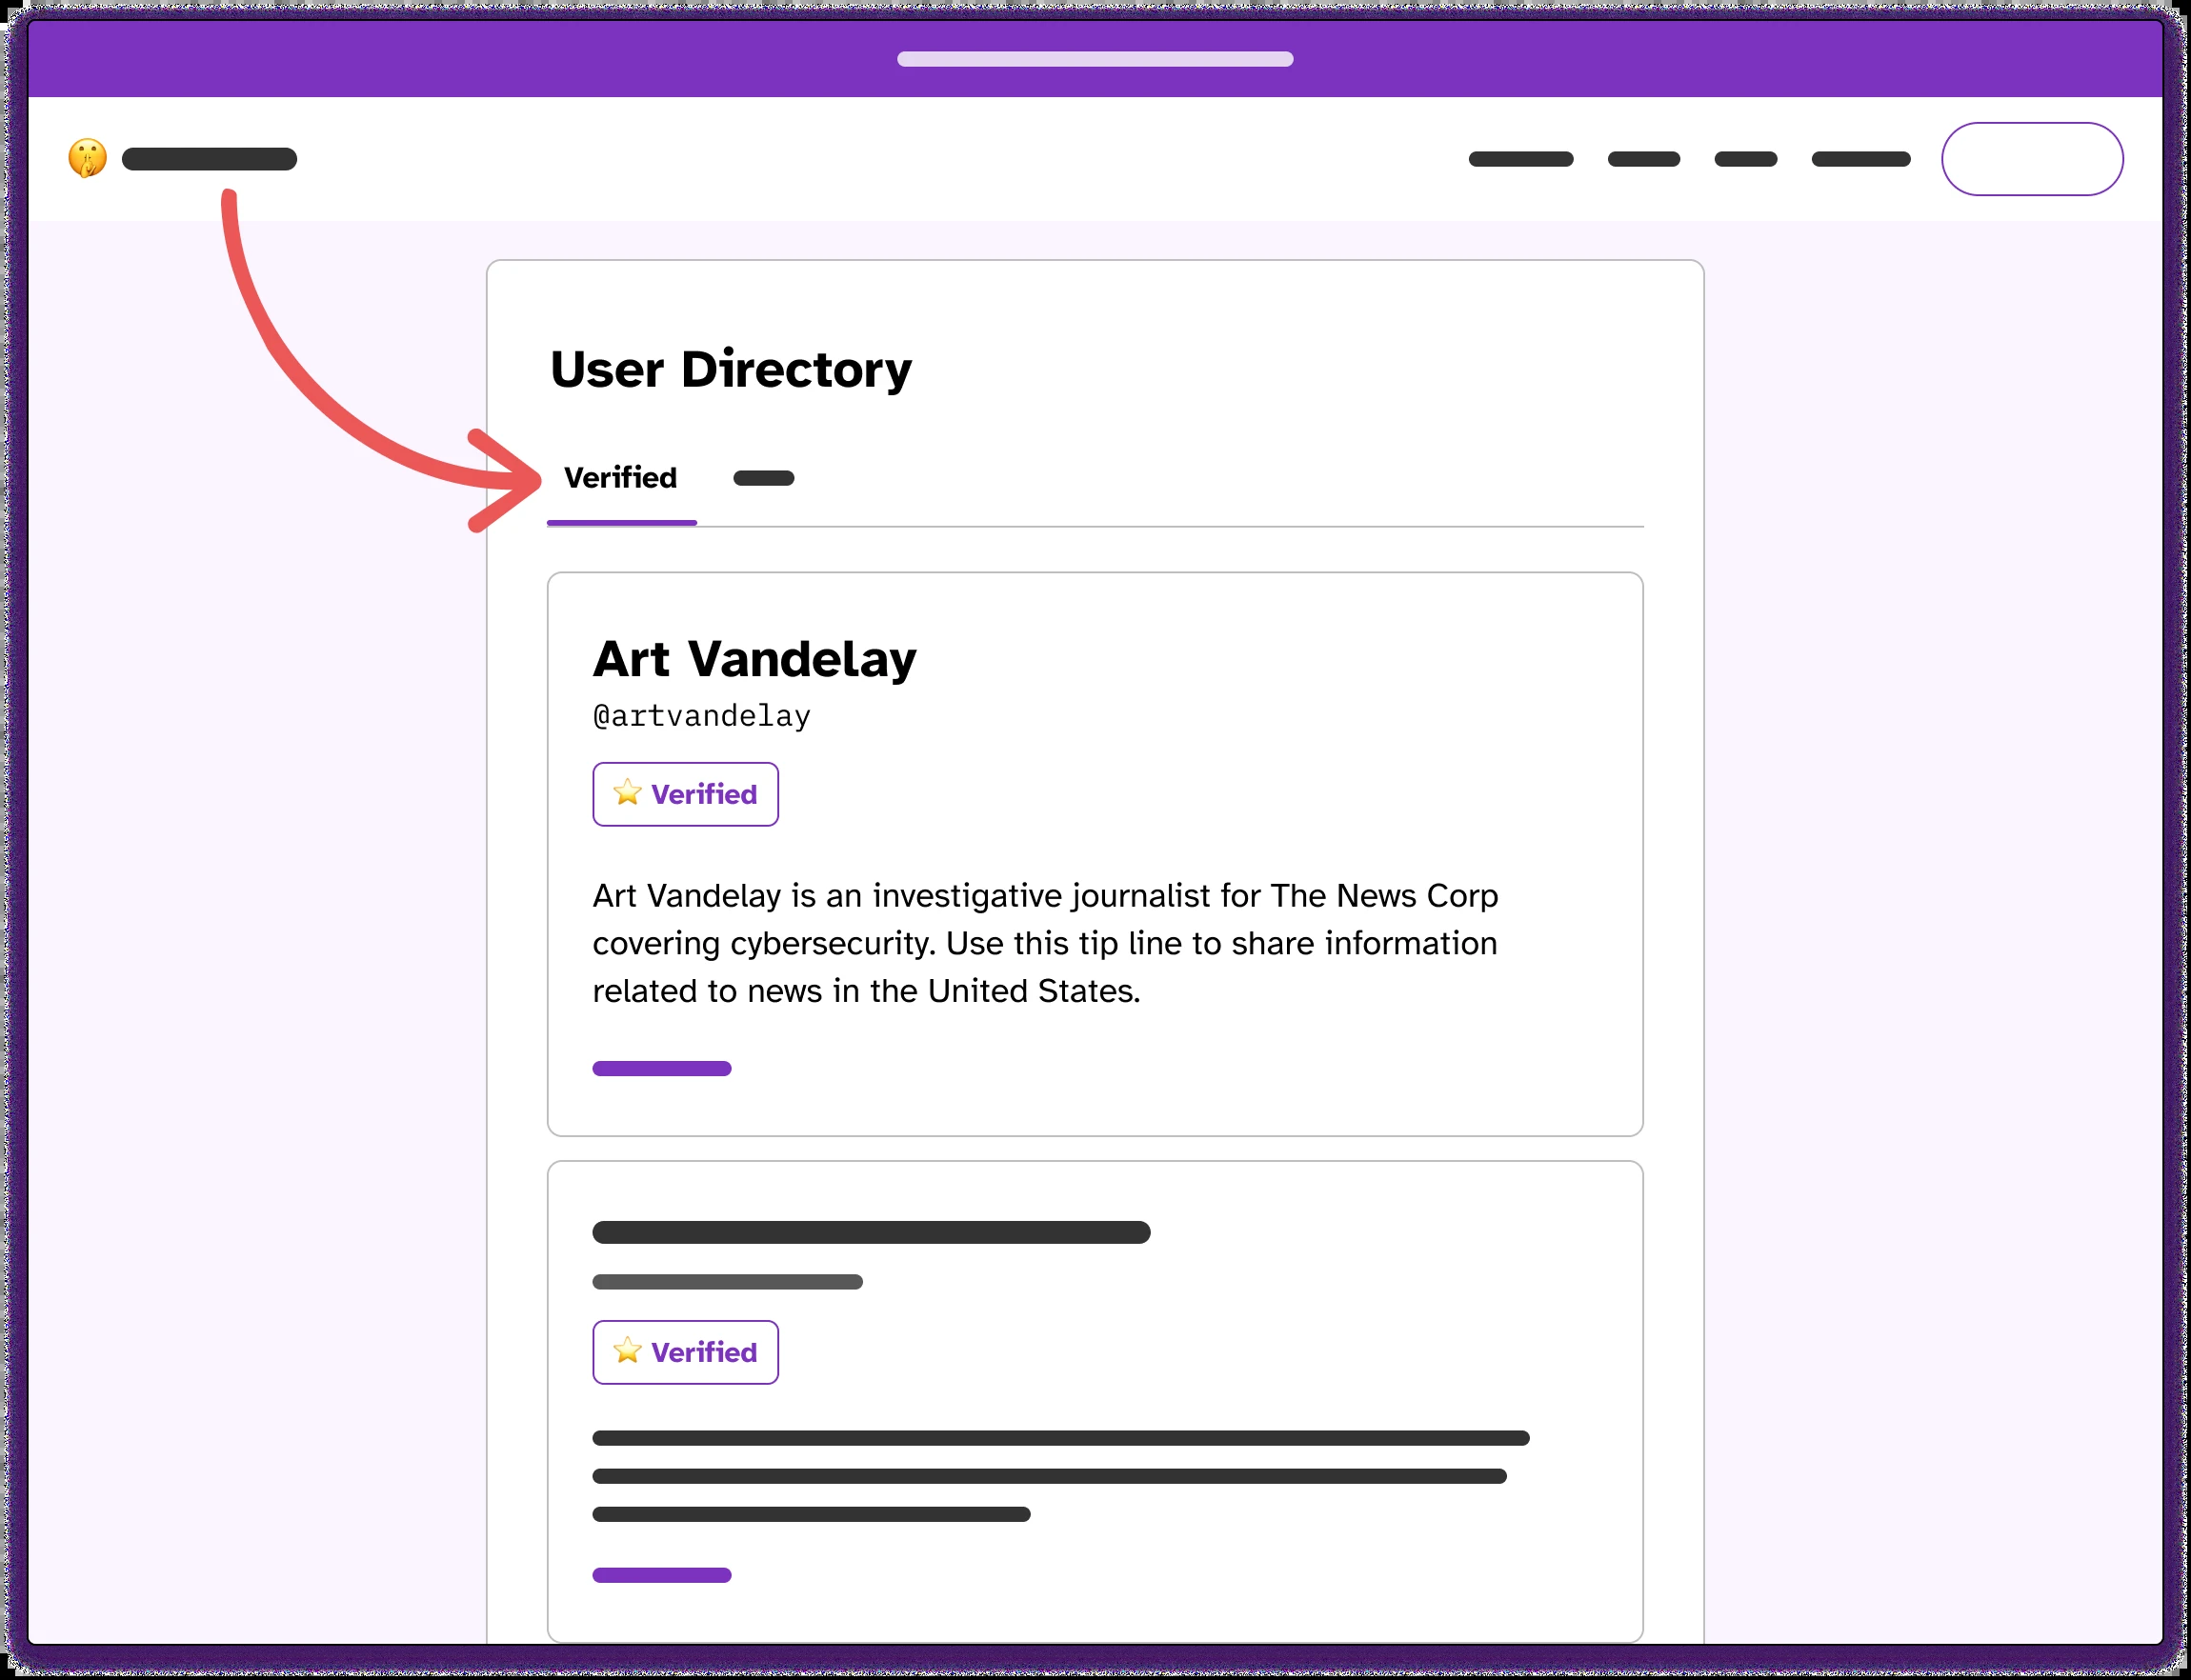 User Directory
Verified
Art Vandelay
@artvandelay
⭐ Verified
Art Vandelay is an investigative journalist for The News Corp
covering cybersecurity. Use this tip line to share information
related to news in the United States.
⭐ Verified